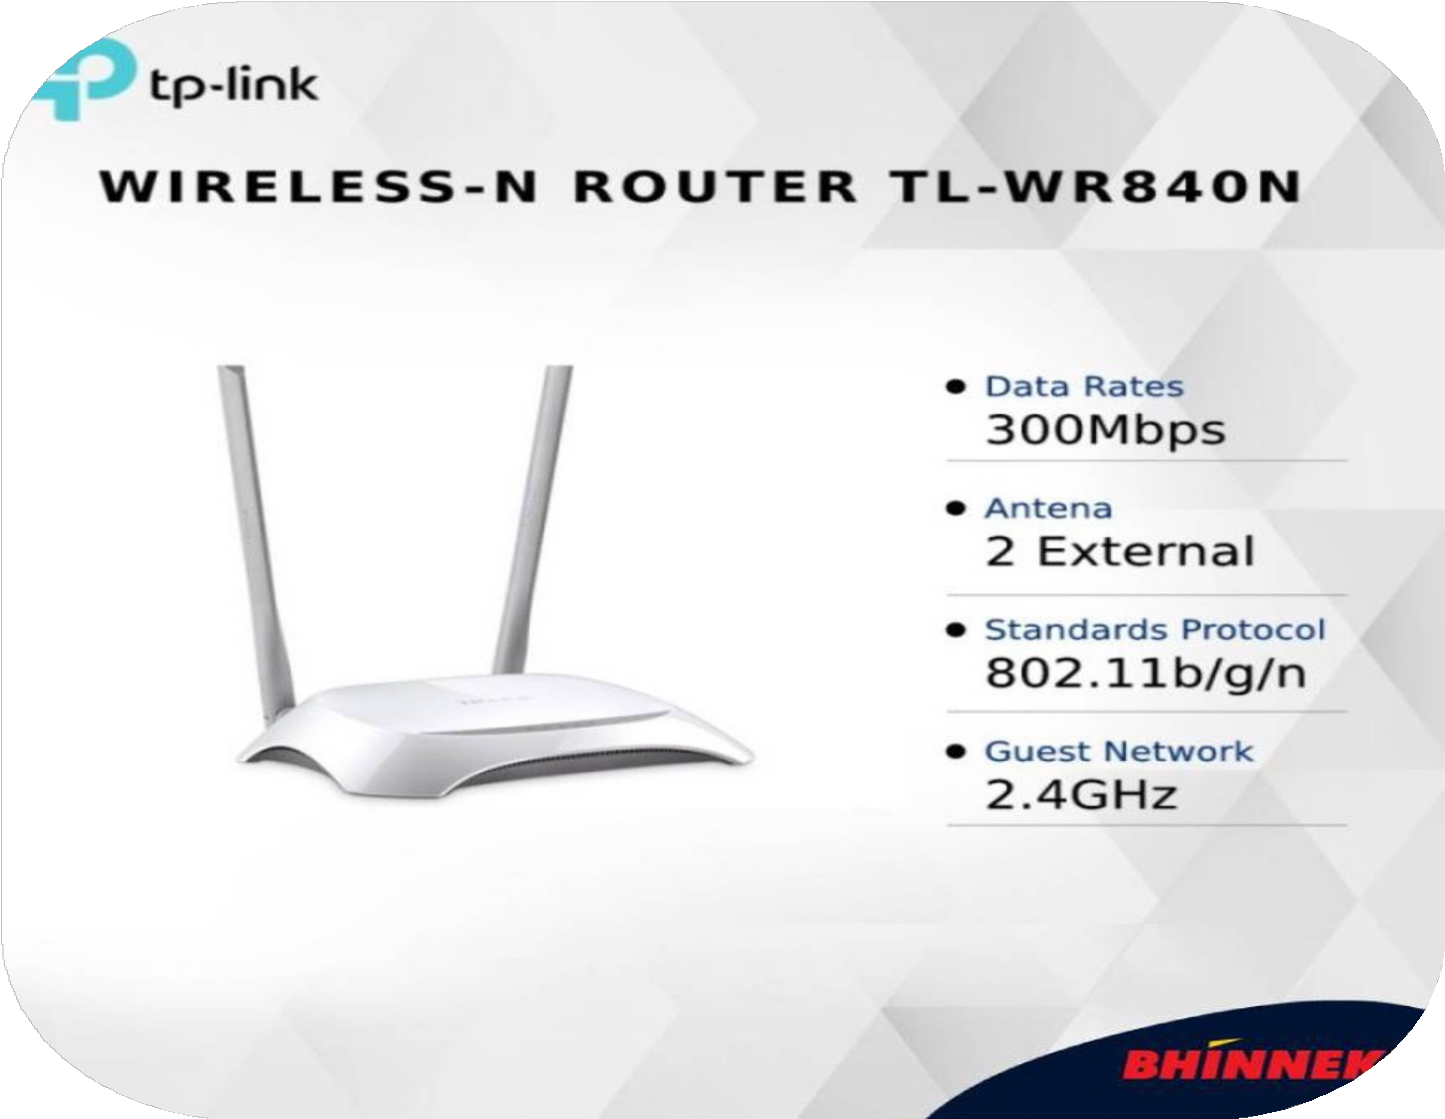 tp-link
WIRELESS-N ROUTER TL-WR840N
Data Rates
300Mbps
Antena
2 External
Standards Protocol
802.11b/g/n
Guest Network
2.4GHz
BHINNEK